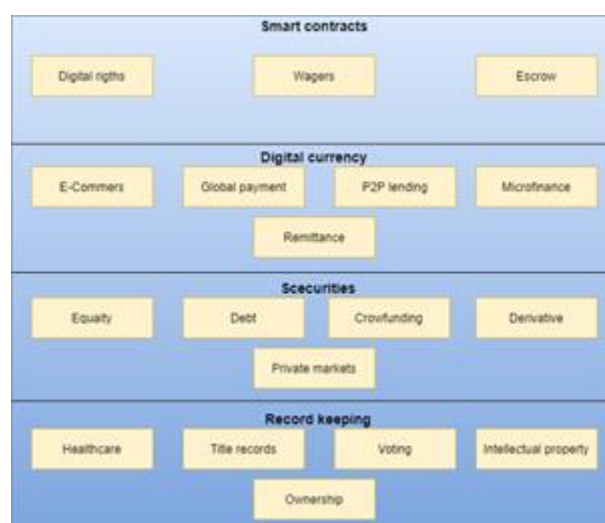 Smart contracts
Digital rigths
Wagers
Escrow
Digital currency
E-Commers
Global payment
P2P lending
Microfinance
Remittance
Scecurities
Equaity
Debt
Crowfunding
Derivative
Private markets
Record keeping
Healthcare
Title records
Voting
Intellectual property
Ownership